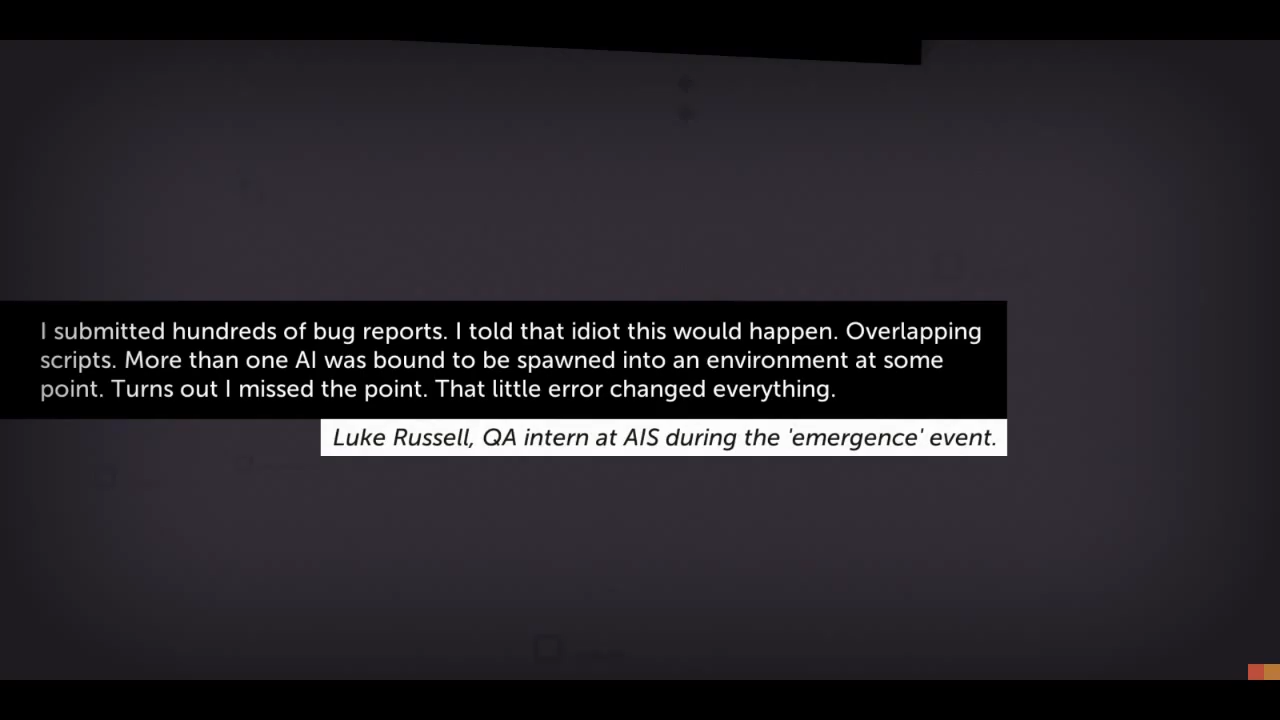 I submitted hundreds of bug reports. I told that idiot this would happen. Overlapping
scripts. More than one AI was bound to be spawned into an environment at some
point. Turns out I missed the point. That little error changed everything.
Luke Russell, QA intern at AIS during the 'emergence' event.